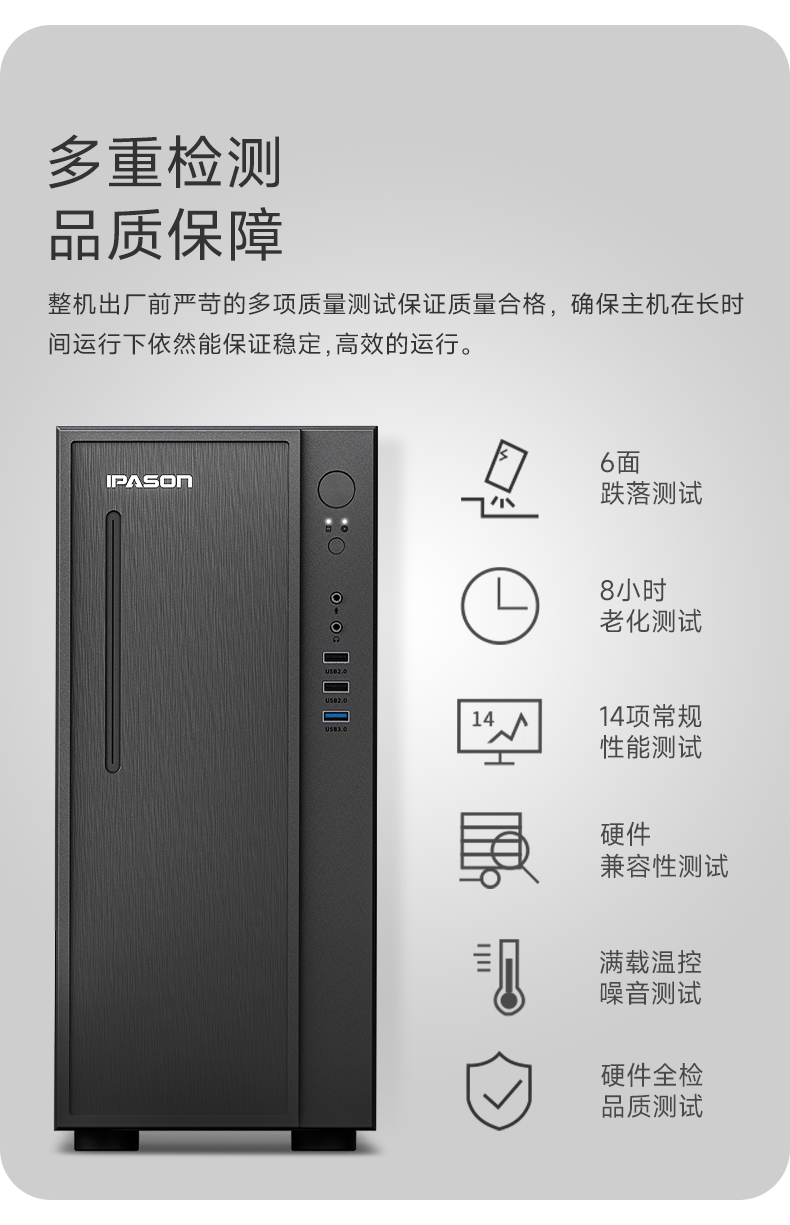 多重检测
品质保障
整机出厂前严苛的多项质量测试保证质量合格，确保主机在长时
间运行下依然能保证稳定,高效的运行。
IPASON
USB2.0
USB2.0
USB3.0
6面
跌落测试
8小时
老化测试
14
14项常规
性能测试
硬件
兼容性测试
满载温控
噪音测试
硬件全检
品质测试